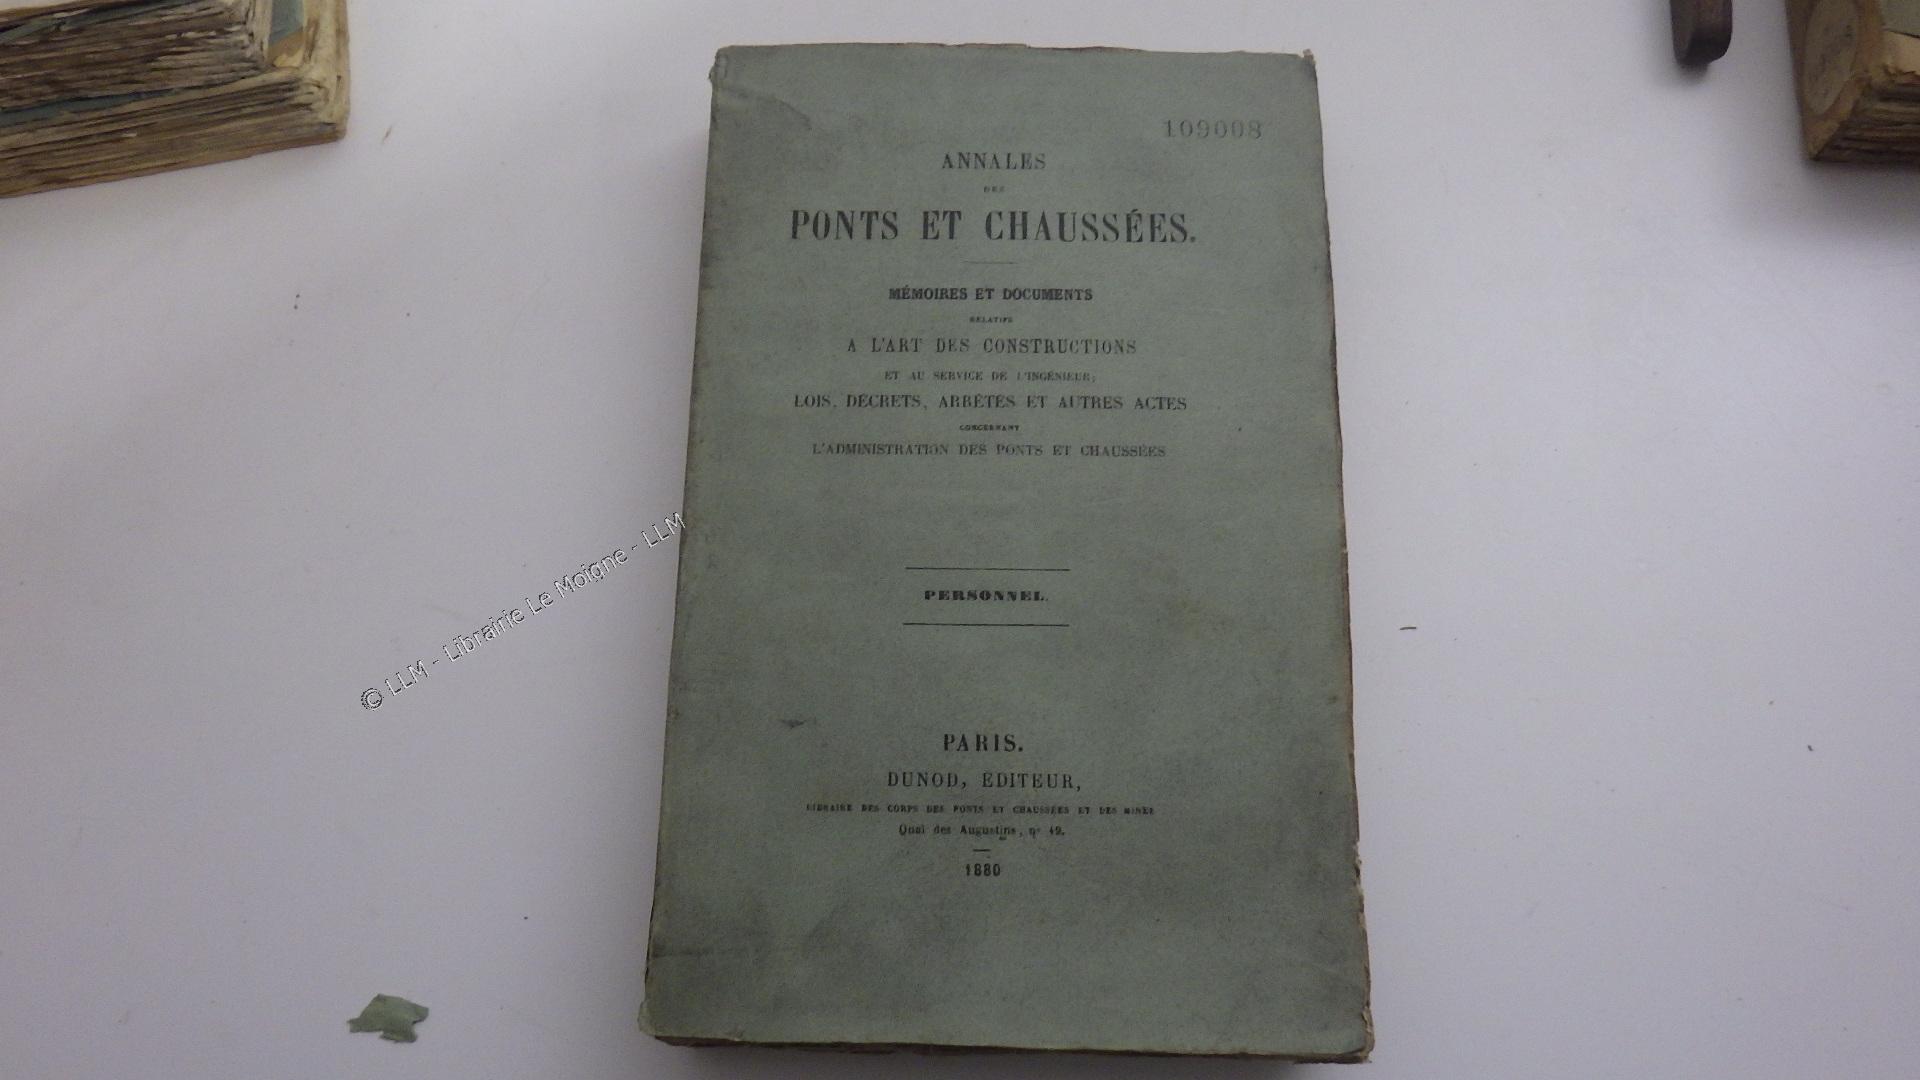 109008
ANNALES
DES
PONTS ET CHAUSSÉES.
MÉMOIRES ET DOCUMENTS
RELATIFS
A L'ART DES CONSTRUCTIONS
ET AU SERVICE DE L'INGÉNIEUR;
LOIS, DÉCRETS, ARRÊTÉS ET AUTRES ACTES
CONCERNANT
L'ADMINISTRATION DES PONTS ET CHAUSSÉES
PERSONNEL.
PARIS.
DUNOD, ÉDITEUR,
LIBRAIRE DES CORPS DES PONTS ET CHAUSSÉES ET DES MINES
Quai des Augustins, nº 49.
1880
© LLM - Librairie Le Moigne - LLM